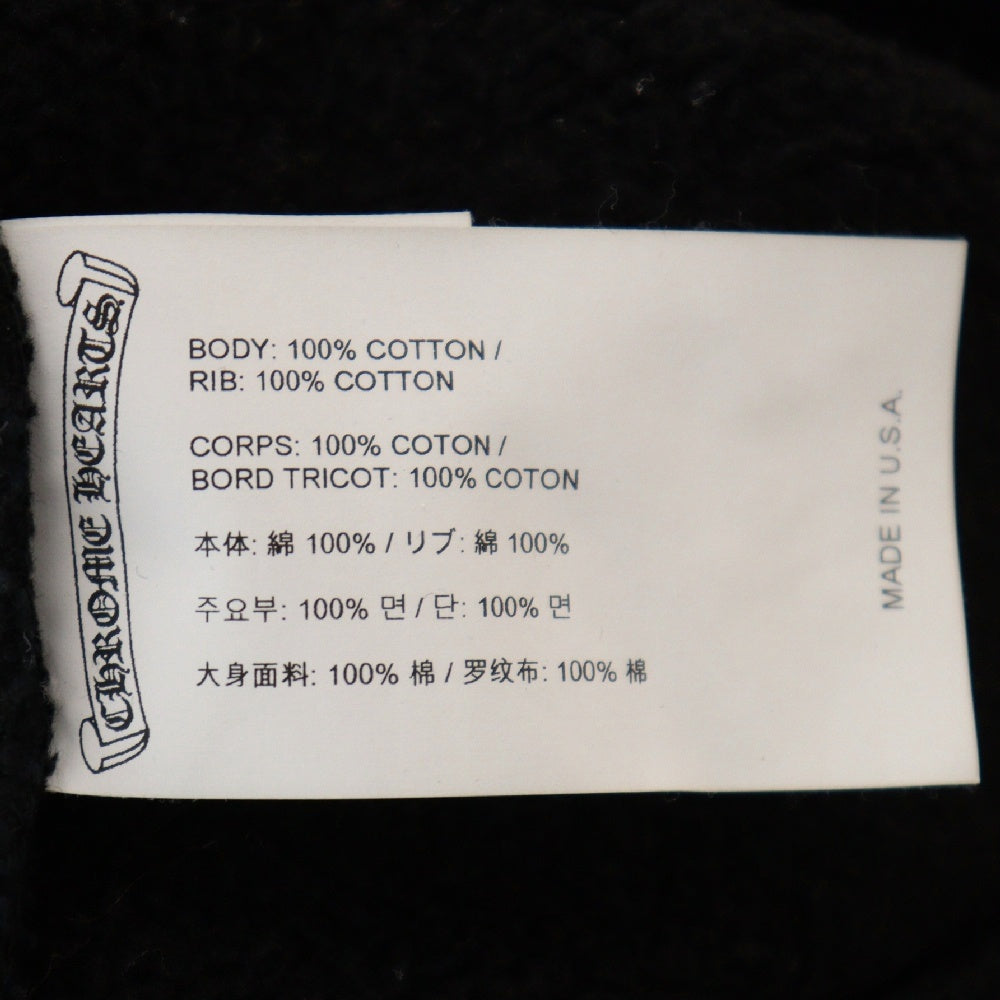 CHROME HEARTS
BODY: 100% COTTON /
RIB: 100% COTTON
CORPS: 100% COTON /
BORD TRICOT: 100% COTON
本体: 綿 100% / リブ: 綿 100%
주요부: 100% 면 / 단: 100% 면
大身面料: 100% 棉 / 罗纹布: 100% 棉
MADE IN U.S.A.